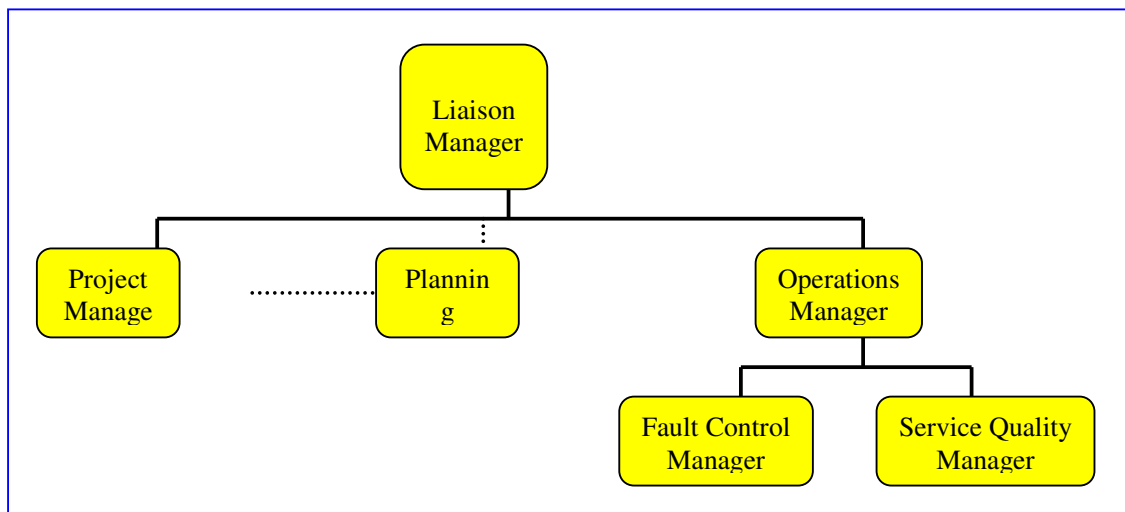 Liaison
Manager
Project
Manage
Plannin
g
Operations
Manager
Fault Control
Manager
Service Quality
Manager